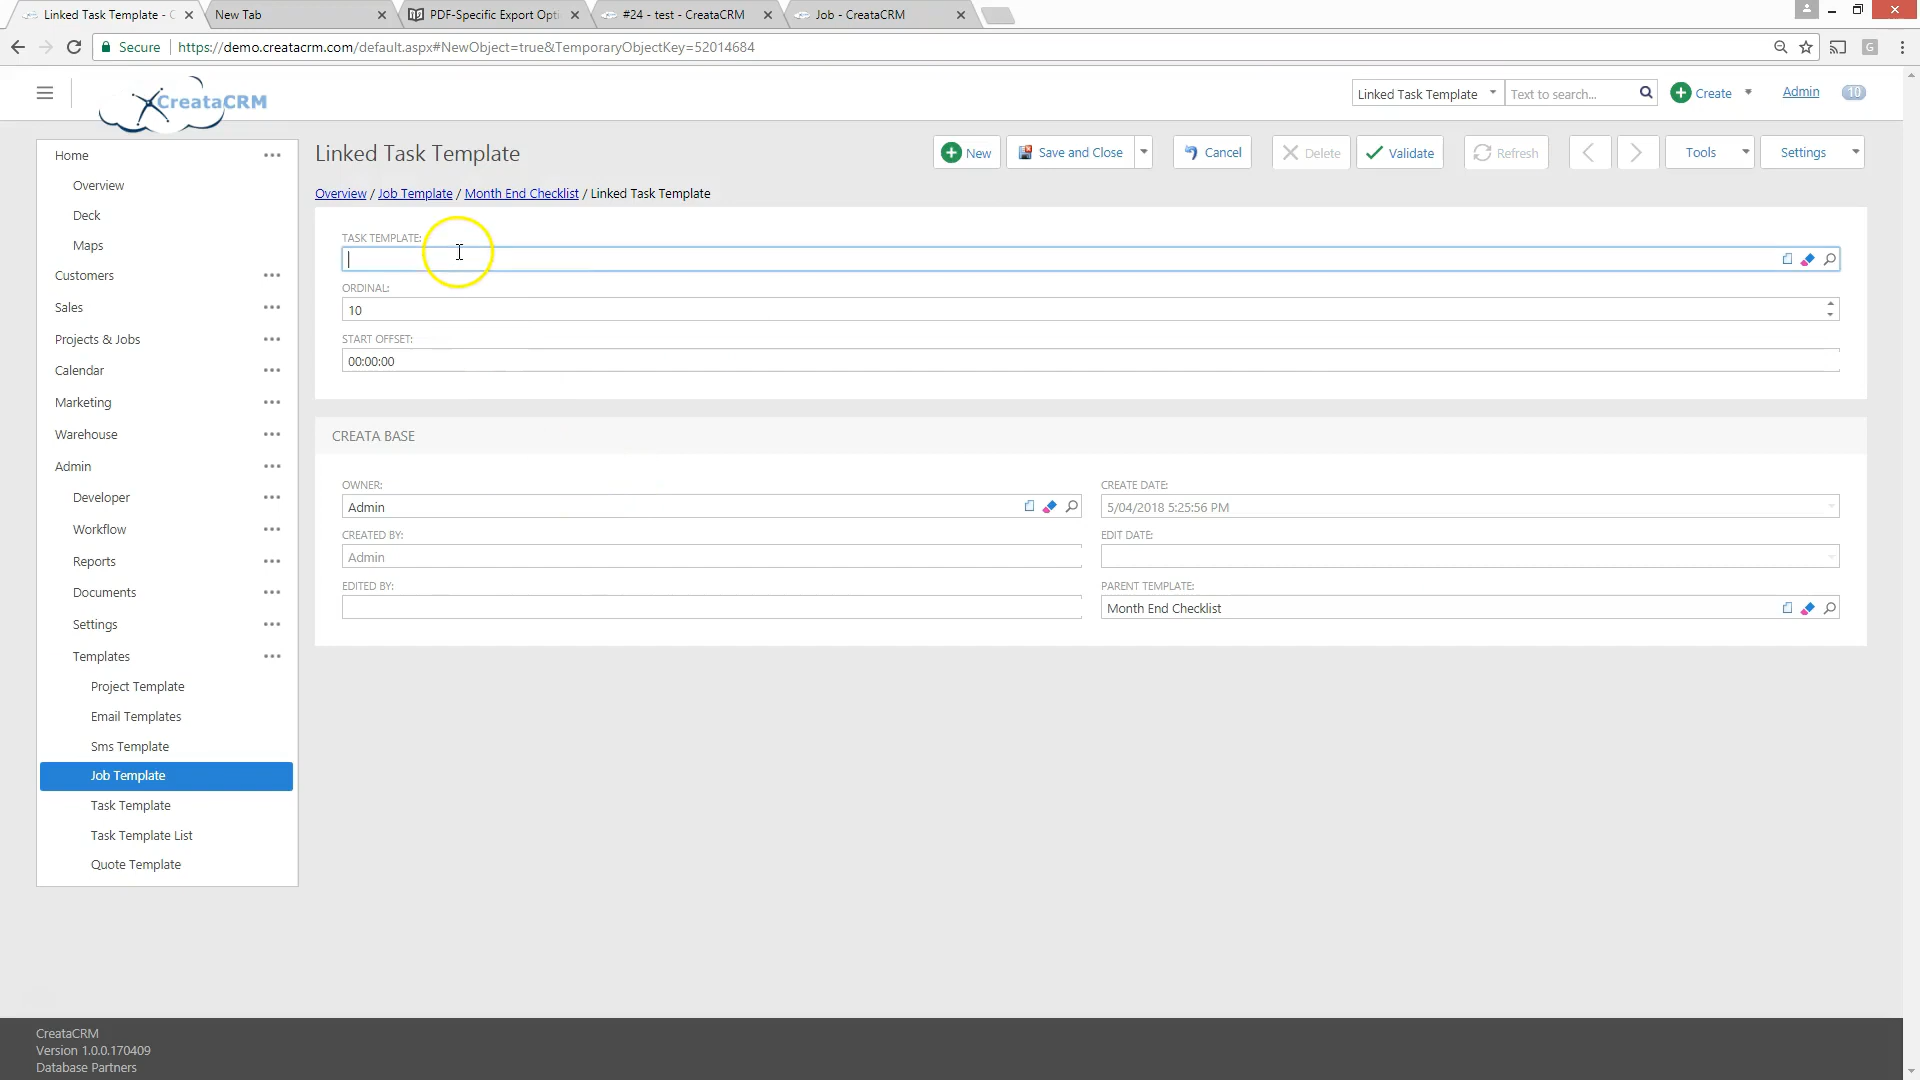 Linked Task Template - C
New Tab
PDF-Specific Export Opti
#24 - test - CreataCRM
Job - CreataCRM
Secure
https://demo.creatacrm.com/default.aspx#NewObject=true&TemporaryObjectKey=52014684
G
CreataCRM
Linked Task Template
Text to search...
Create
Admin
10
Home
Overview
Deck
Maps
Customers
Sales
Projects & Jobs
Calendar
Marketing
Warehouse
Admin
Developer
Workflow
Reports
Documents
Settings
Templates
Project Template
Email Templates
Sms Template
Job Template
Task Template
Task Template List
Quote Template
Linked Task Template
New
Save and Close
Cancel
Delete
Validate
Refresh
Tools
Settings
Overview / Job Template / Month End Checklist / Linked Task Template
TASK TEMPLATE:
ORDINAL:
10
START OFFSET:
00:00:00
CREATA BASE
OWNER:
Admin
CREATED BY:
Admin
EDITED BY:
CREATE DATE:
5/04/2018 5:25:56 PM
EDIT DATE:
PARENT TEMPLATE:
Month End Checklist
CreataCRM
Version 1.0.0.170409
Database Partners